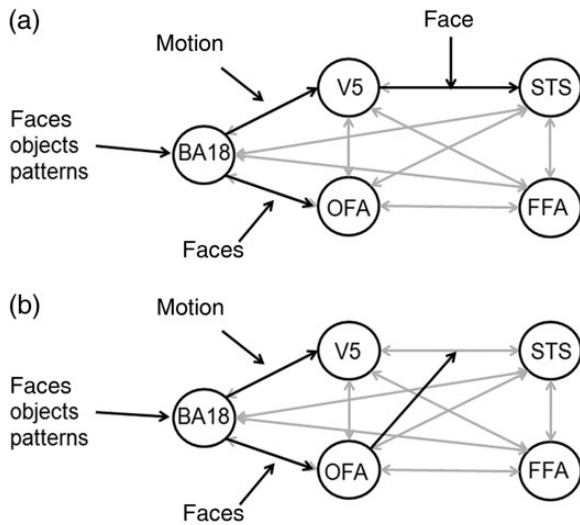 (a)
Face
Motion
V5
STS
Faces
objects
patterns
BA18
OFA
FFA
Faces
(b)
Motion
V5
STS
Faces
objects
patterns
BA18
OFA
FFA
Faces